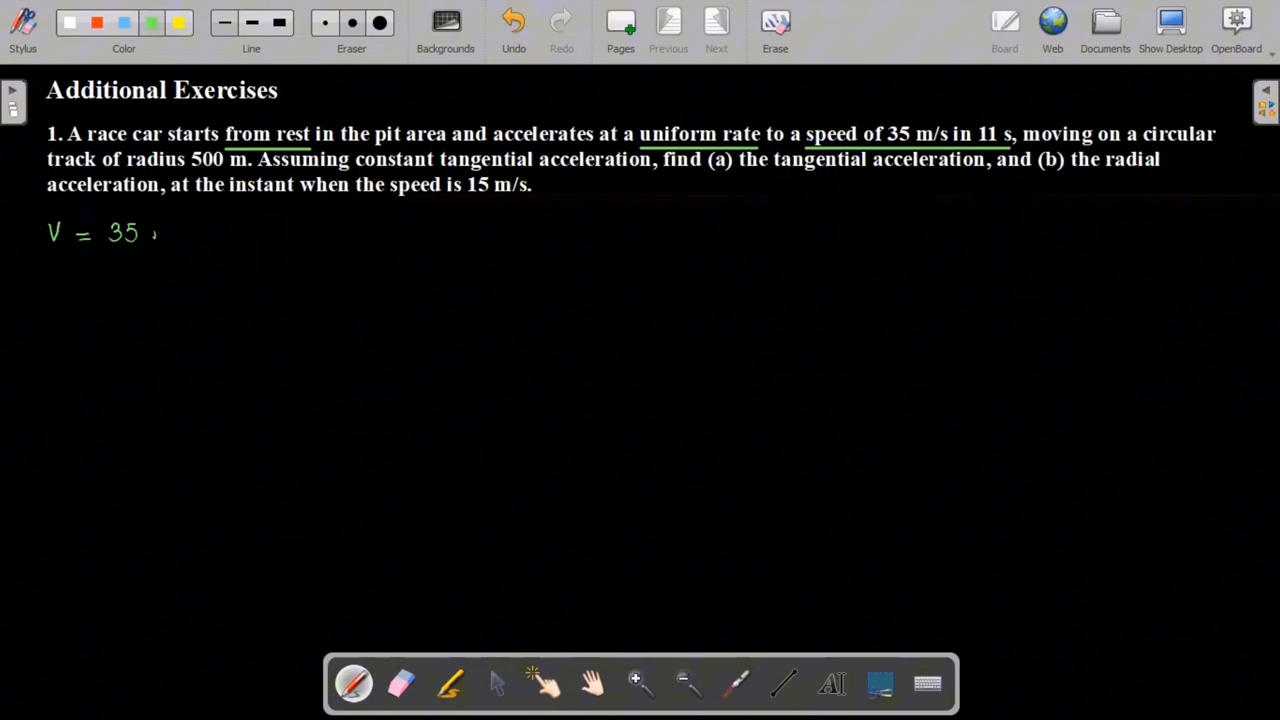 Stylus Color Line Eraser Backgrounds Undo Redo Pages Previous Next Erase Board Web Documents Show Desktop OpenBoard
Additional Exercises
1. A race car starts from rest in the pit area and accelerates at a uniform rate to a speed of 35 m/s in 11 s, moving on a circular
track of radius 500 m. Assuming constant tangential acceleration, find (a) the tangential acceleration, and (b) the radial
acceleration, at the instant when the speed is 15 m/s.
V = 35
AI